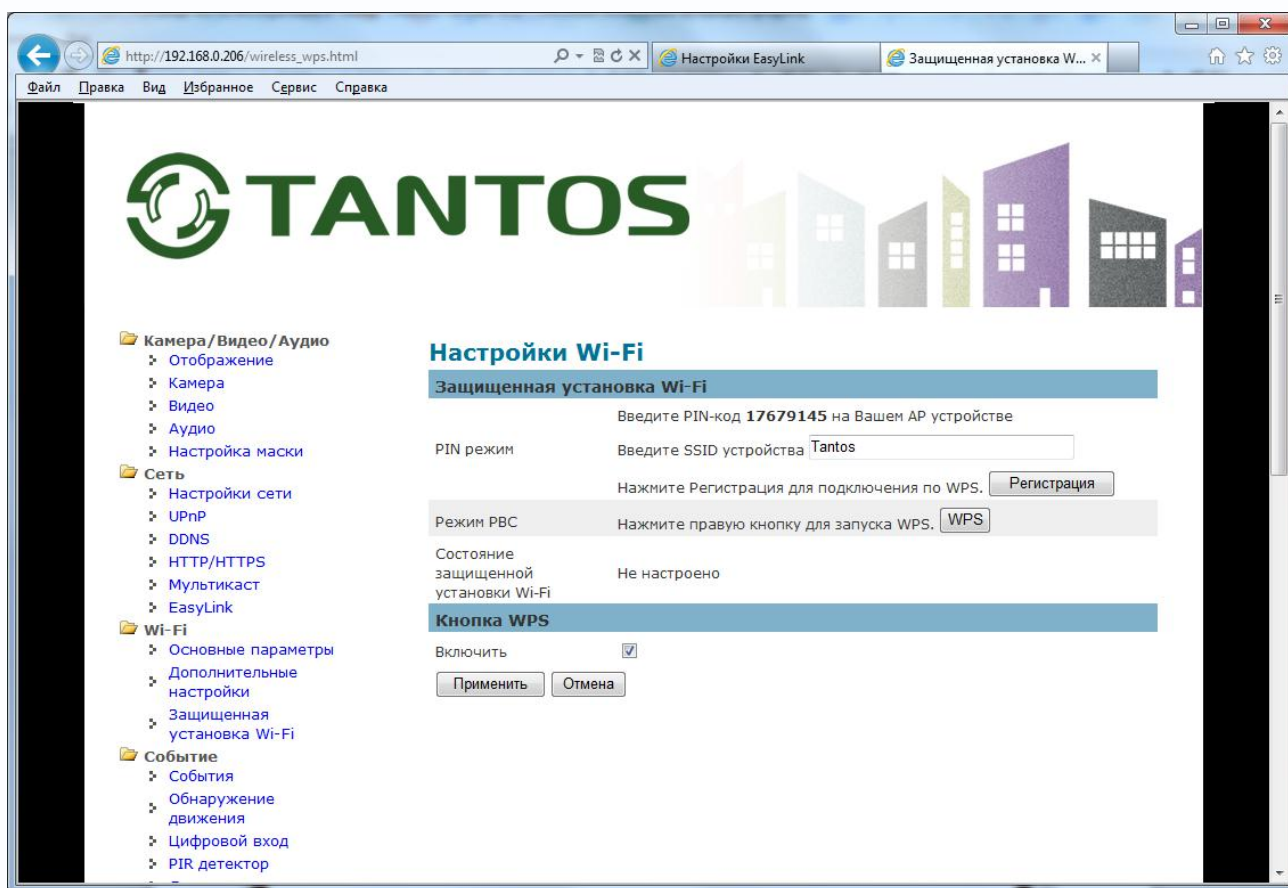 http://192.168.0.206/wireless_wps.html
Настройки EasyLink
Защищенная установка W...
Файл Правка Вид Избранное Сервис Справка
TANTOS
Камера/Видео/Аудио
Отображение
Камера
Видео
Аудио
Настройка маски
Сеть
Настройки сети
UPnP
DDNS
HTTP/HTTPS
Мультикаст
EasyLink
Wi-Fi
Основные параметры
Дополнительные
настройки
Защищенная
установка Wi-Fi
Событие
События
Обнаружение
движения
Цифровой вход
PIR детектор
Настройки Wi-Fi
Защищенная установка Wi-Fi
PIN режим
Введите PIN-код 17679145 на Вашем AP устройстве
Введите SSID устройства Tantos
Нажмите Регистрация для подключения по WPS. Регистрация
Режим PBC
Нажмите правую кнопку для запуска WPS. WPS
Состояние
защищенной
установки Wi-Fi
Не настроено
Кнопка WPS
Включить
Применить Отмена